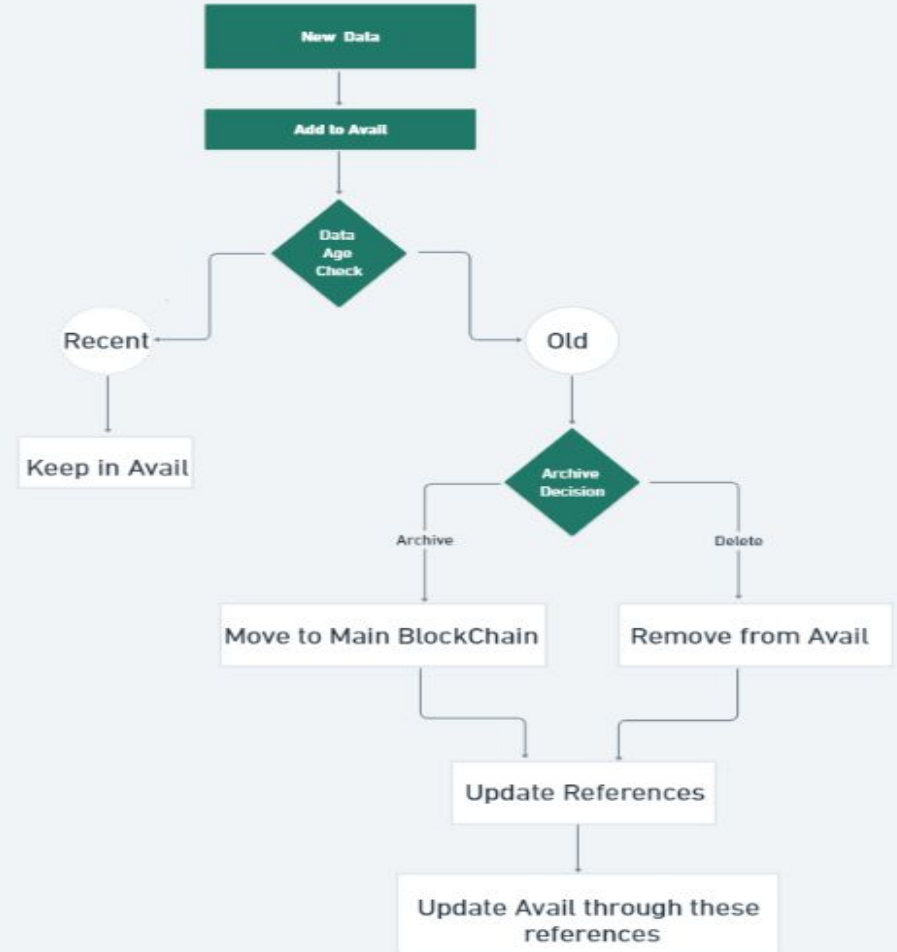 New Data
Add to Avail
Data
Age
Check
Recent
Old
Keep in Avail
Archive
Decision
Archive
Delete
Move to Main BlockChain
Remove from Avail
Update References
Update Avail through these
references